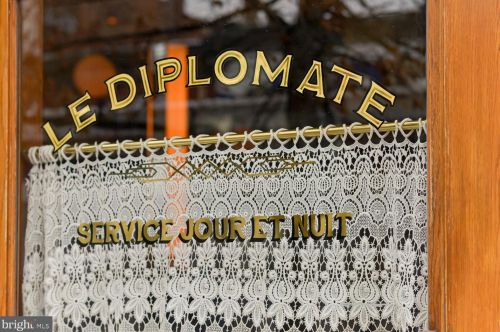 LE DIPLOMATE
SERVICE JOUR ET NUIT
bright MLS